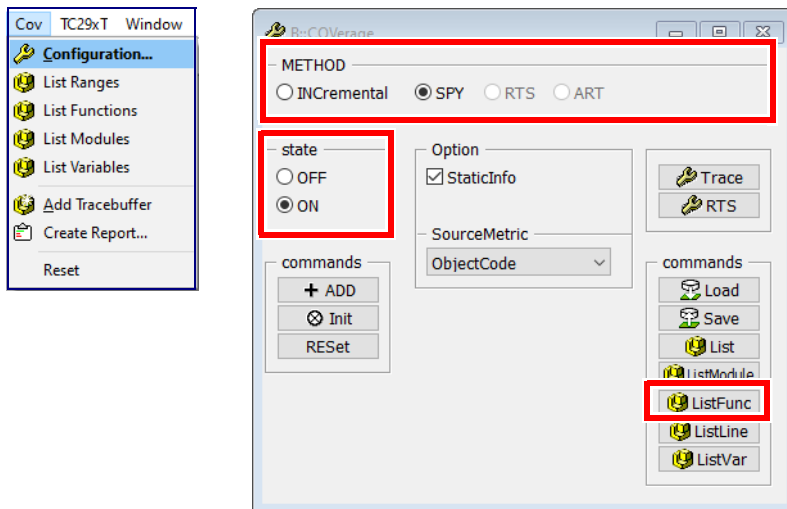 Cov TC29xT Window
Configuration...
List Ranges
List Functions
List Modules
List Variables
Add Tracebuffer
Create Report...
Reset
B::COVerage
METHOD
INCremental SPY RTS ART
state
OFF
ON
Option
StaticInfo
SourceMetric
ObjectCode
Trace
RTS
commands
+ ADD
Init
RESet
commands
Load
Save
List
ListModule
ListFunc
ListLine
ListVar